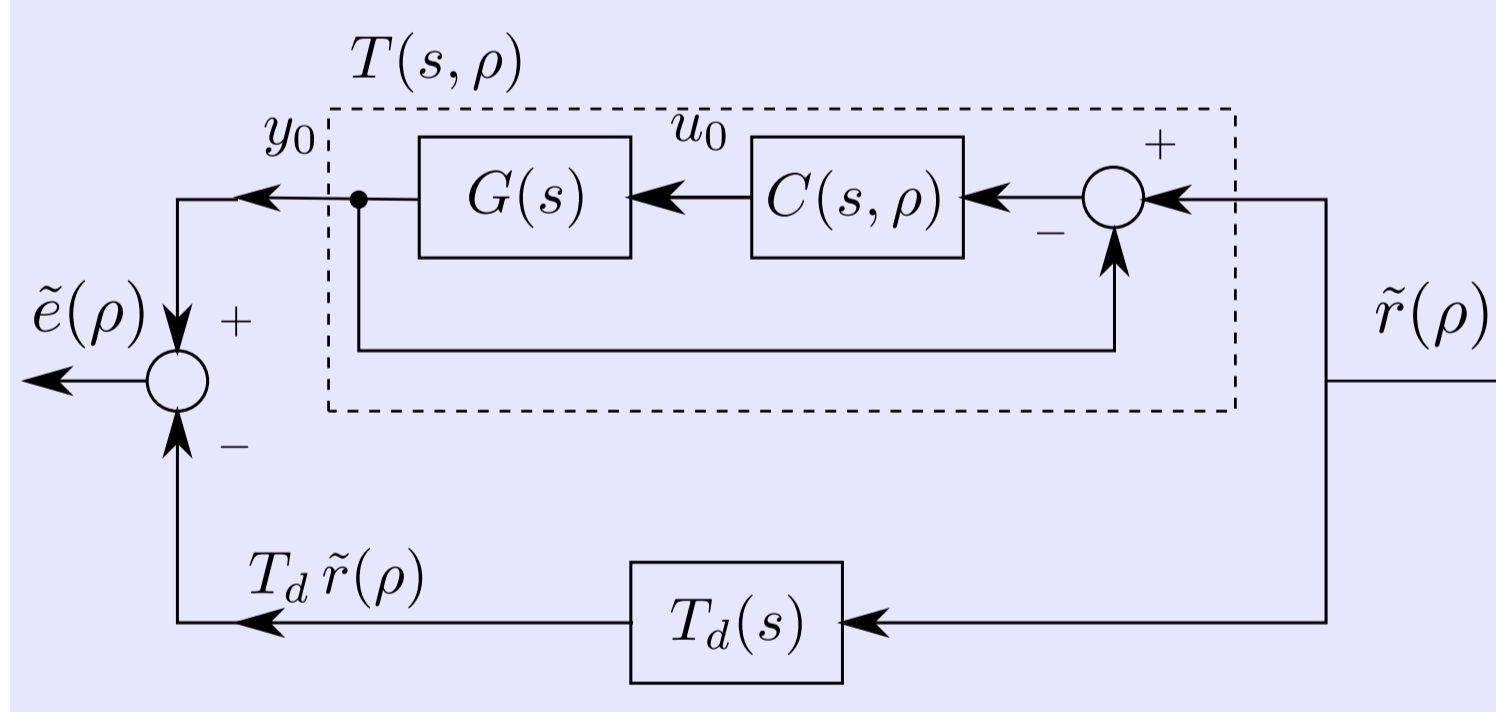 T(s, ρ)
y₀
u₀
+
G(s)
C(s, ρ)
−
ẽ(ρ)
+
r̃(ρ)
−
T_d r̃(ρ)
T_d(s)